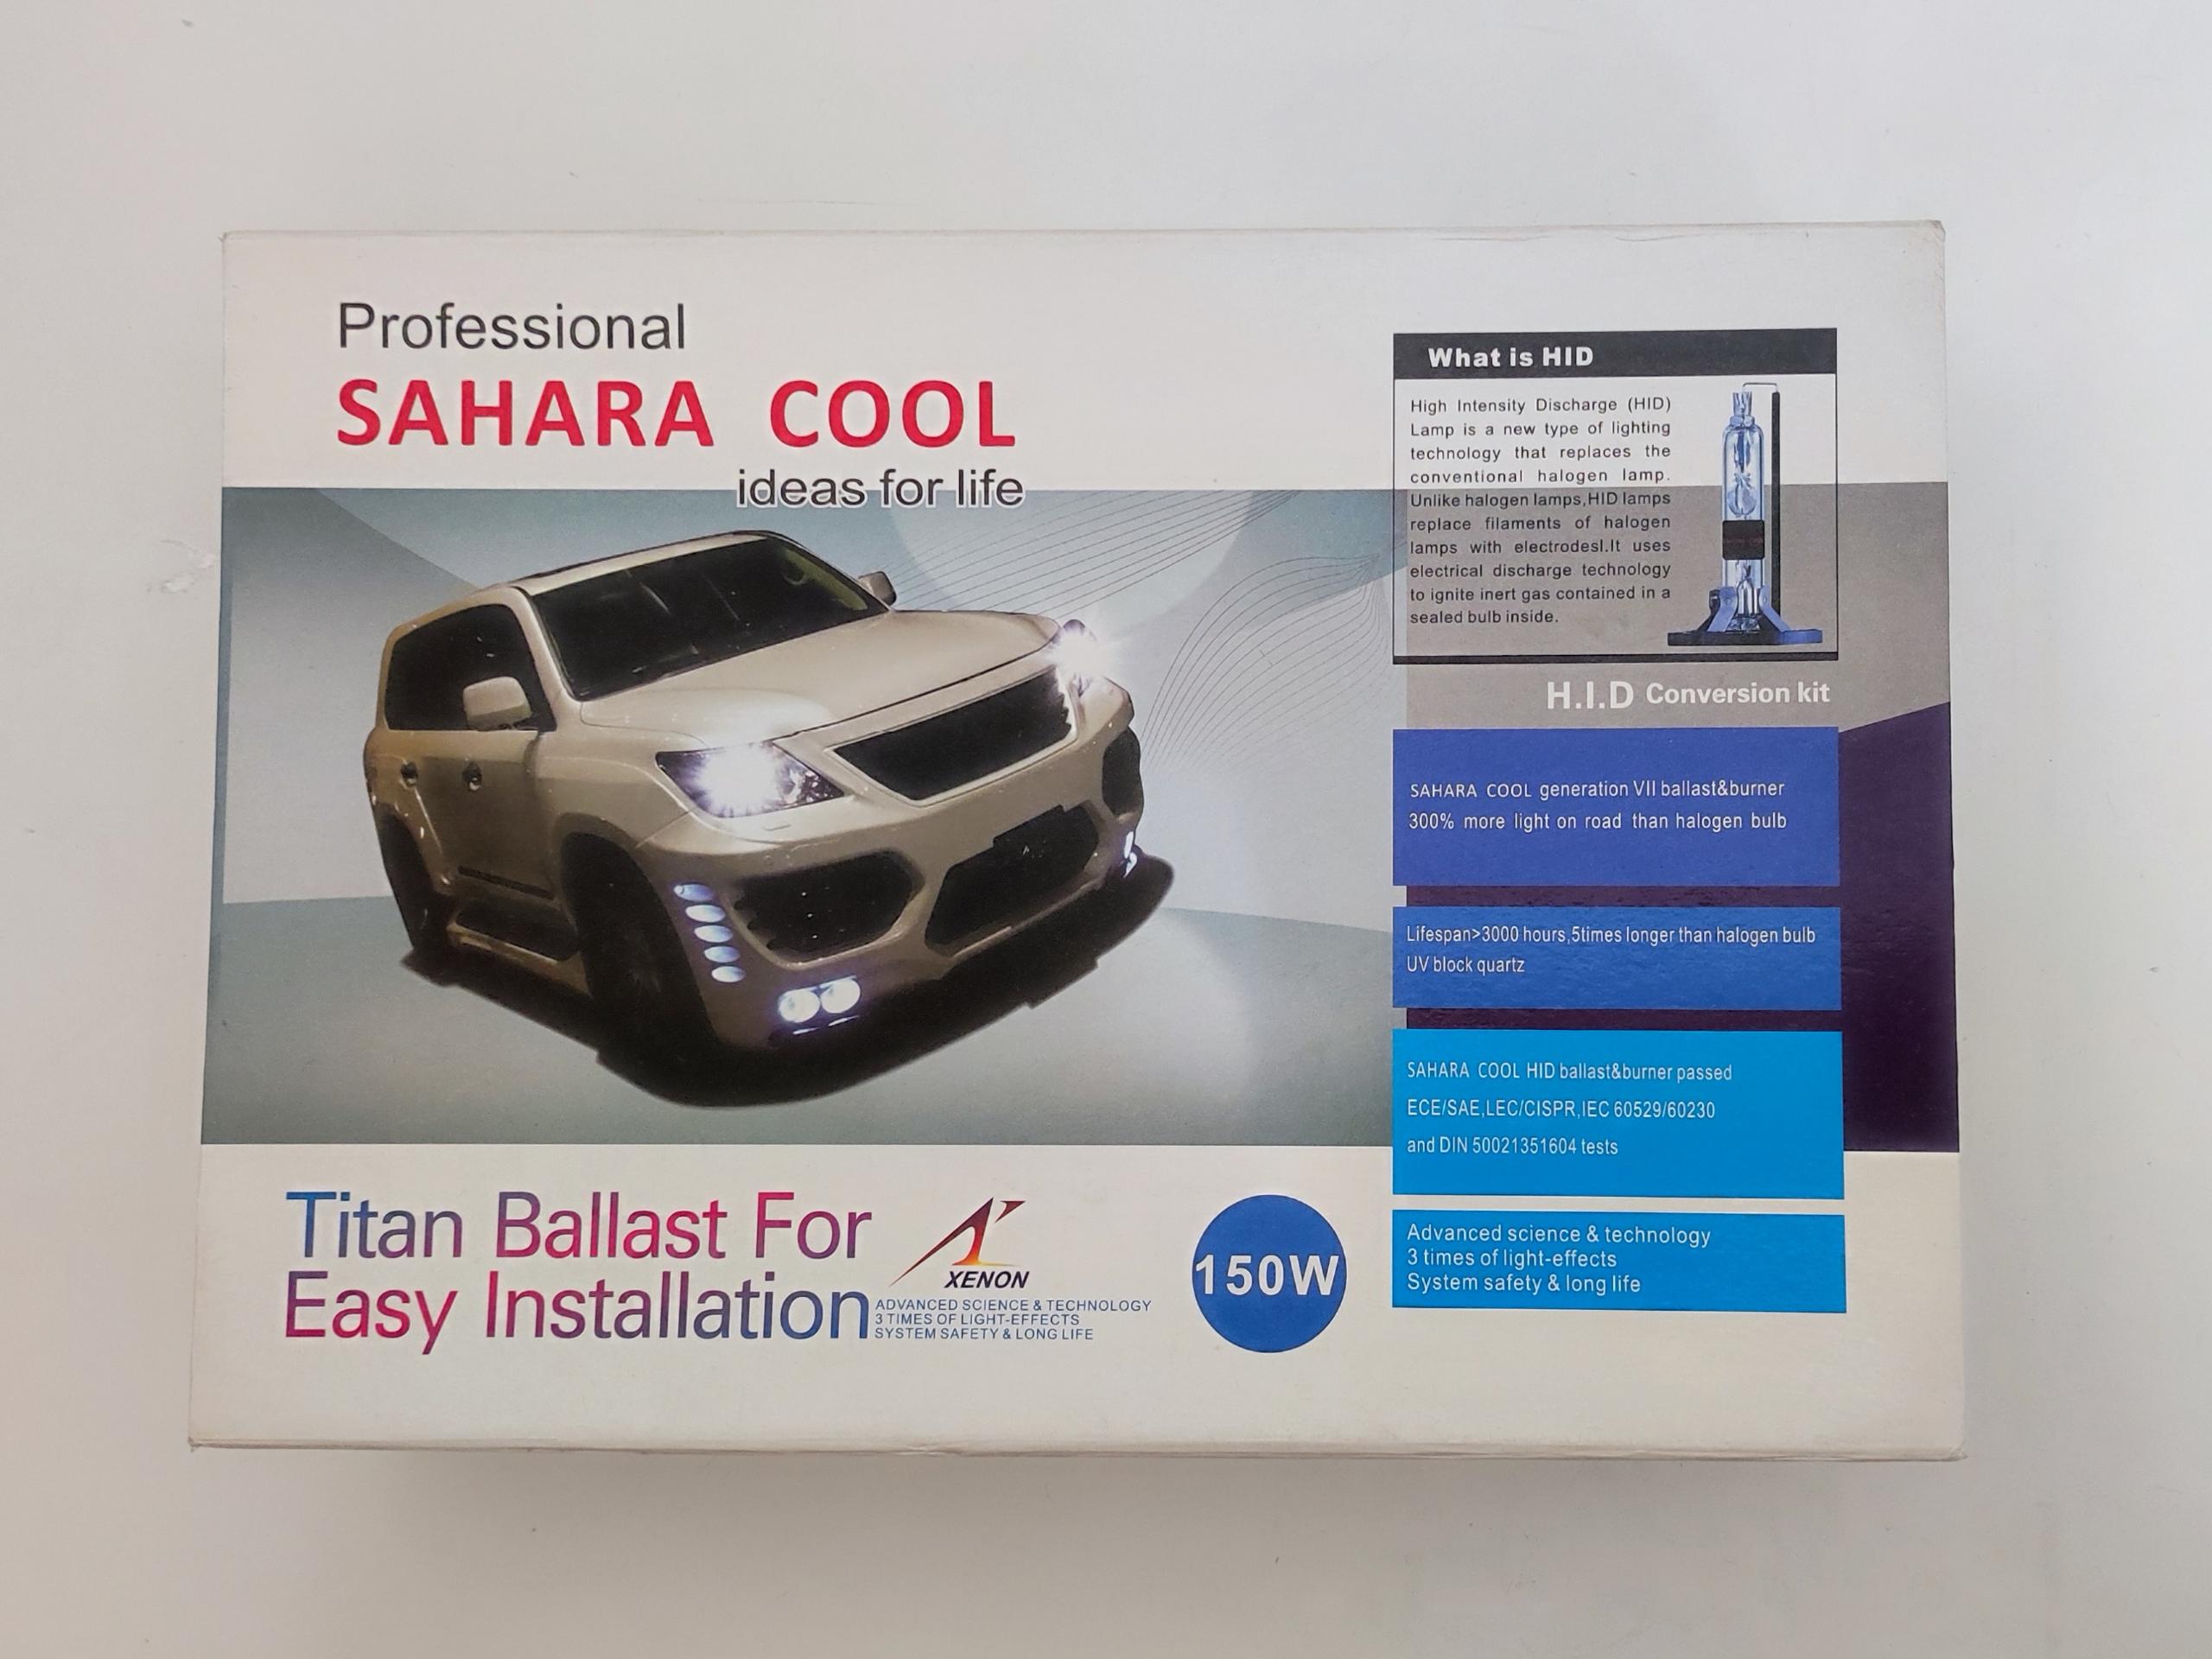 Professional
SAHARA COOL
ideas for life
What is HID
High Intensity Discharge (HID)
Lamp is a new type of lighting
technology that replaces the
conventional halogen lamp.
Unlike halogen lamps,HID lamps
replace filaments of halogen
lamps with electrodesl.It uses
electrical discharge technology
to ignite inert gas contained in a
sealed bulb inside.
H.I.D Conversion kit
SAHARA COOL generation VII ballast&burner
300% more light on road than halogen bulb
Lifespan>3000 hours,5times longer than halogen bulb
UV block quartz
SAHARA COOL HID ballast&burner passed
ECE/SAE,LEC/CISPR,IEC 60529/60230
and DIN 50021351604 tests
Advanced science & technology
3 times of light-effects
System safety & long life
Titan Ballast For
Easy Installation
XENON
ADVANCED SCIENCE & TECHNOLOGY
3 TIMES OF LIGHT-EFFECTS
SYSTEM SAFETY & LONG LIFE
150W